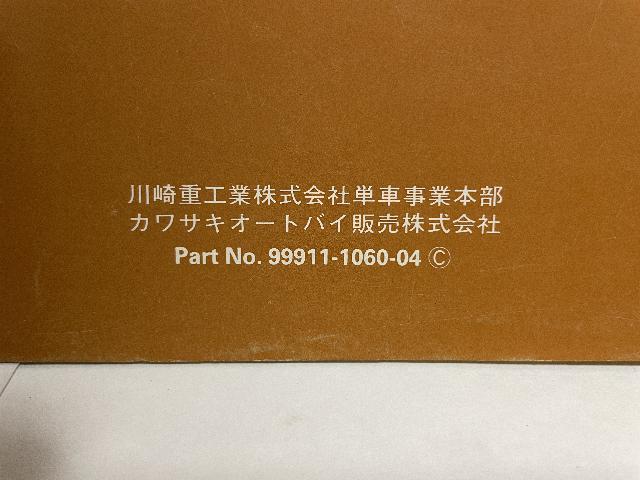 川崎重工業株式会社単車事業本部
カワサキオートバイ販売株式会社
Part No. 99911-1060-04 Ⓒ